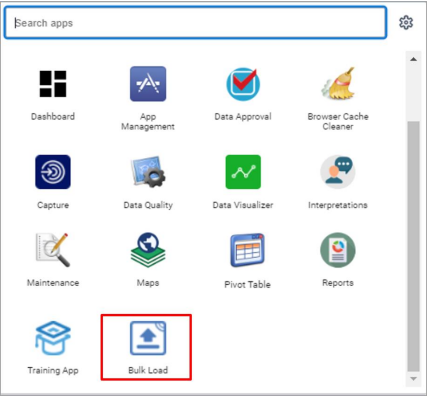 Search apps
Dashboard
App
Management
Data Approval
Browser Cache
Cleaner
Capture
Data Quality
Data Visualizer
Interpretations
Maintenance
Maps
Pivot Table
Reports
Training App
Bulk Load